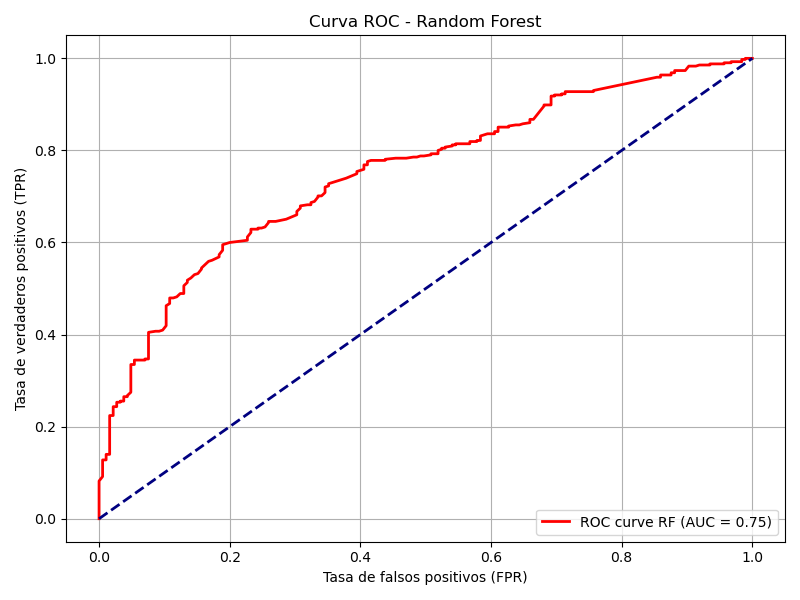 Curva ROC - Random Forest
Tasa de verdaderos positivos (TPR)
1.0
0.8
0.6
0.4
0.2
0.0
0.0 0.2 0.4 0.6 0.8 1.0
ROC curve RF (AUC = 0.75)
Tasa de falsos positivos (FPR)